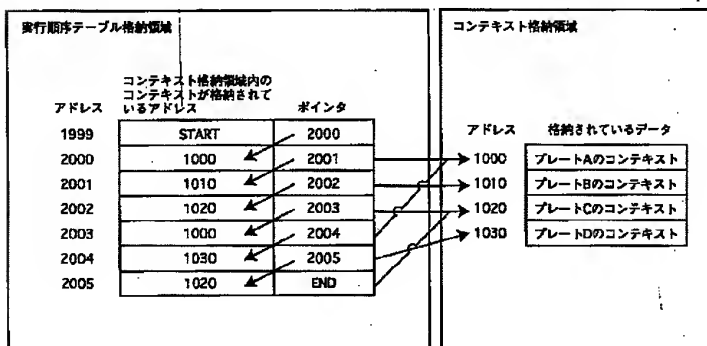 実行順序テーブル格納領域
コンテキスト格納領域
コンテキスト格納領域内の
コンテキストが格納されて
いるアドレス
アドレス
ポインタ
1999 START 2000
2000 1000 2001
2001 1010 2002
2002 1020 2003
2003 1000 2004
2004 1030 2005
2005 1020 END
アドレス 格納されているデータ
1000 プレートAのコンテキスト
1010 プレートBのコンテキスト
1020 プレートCのコンテキスト
1030 プレートDのコンテキスト